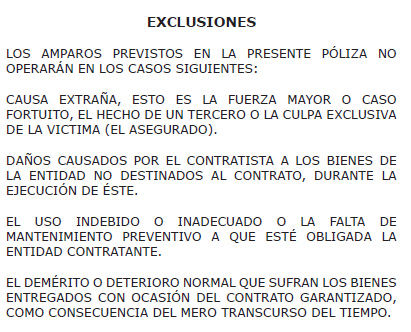 EXCLUSIONES
LOS AMPAROS PREVISTOS EN LA PRESENTE PÓLIZA NO
OPERARÁN EN LOS CASOS SIGUIENTES:
CAUSA EXTRAÑA, ESTO ES LA FUERZA MAYOR O CASO
FORTUITO, EL HECHO DE UN TERCERO O LA CULPA EXCLUSIVA
DE LA VICTIMA (EL ASEGURADO).
DAÑOS CAUSADOS POR EL CONTRATISTA A LOS BIENES DE
LA ENTIDAD NO DESTINADOS AL CONTRATO, DURANTE LA
EJECUCIÓN DE ÉSTE.
EL USO INDEBIDO O INADECUADO O LA FALTA DE
MANTENIMIENTO PREVENTIVO A QUE ESTÉ OBLIGADA LA
ENTIDAD CONTRATANTE.
EL DEMÉRITO O DETERIORO NORMAL QUE SUFRAN LOS BIENES
ENTREGADOS CON OCASIÓN DEL CONTRATO GARANTIZADO,
COMO CONSECUENCIA DEL MERO TRANSCURSO DEL TIEMPO.